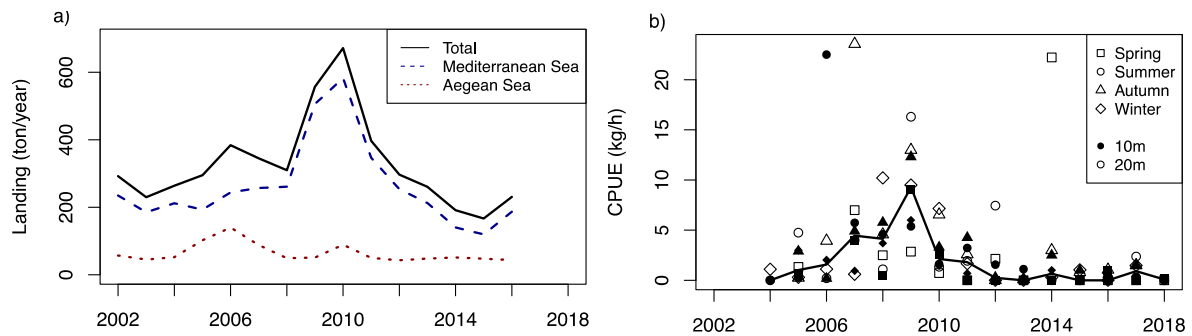 a)
Landing (ton/year)
600
400
200
0
Total
Mediterranean Sea
Aegean Sea
2002 2006 2010 2014 2018
b)
CPUE (kg/h)
20
15
10
5
0
Spring
Summer
Autumn
Winter
10m
20m
2002 2006 2010 2014 2018